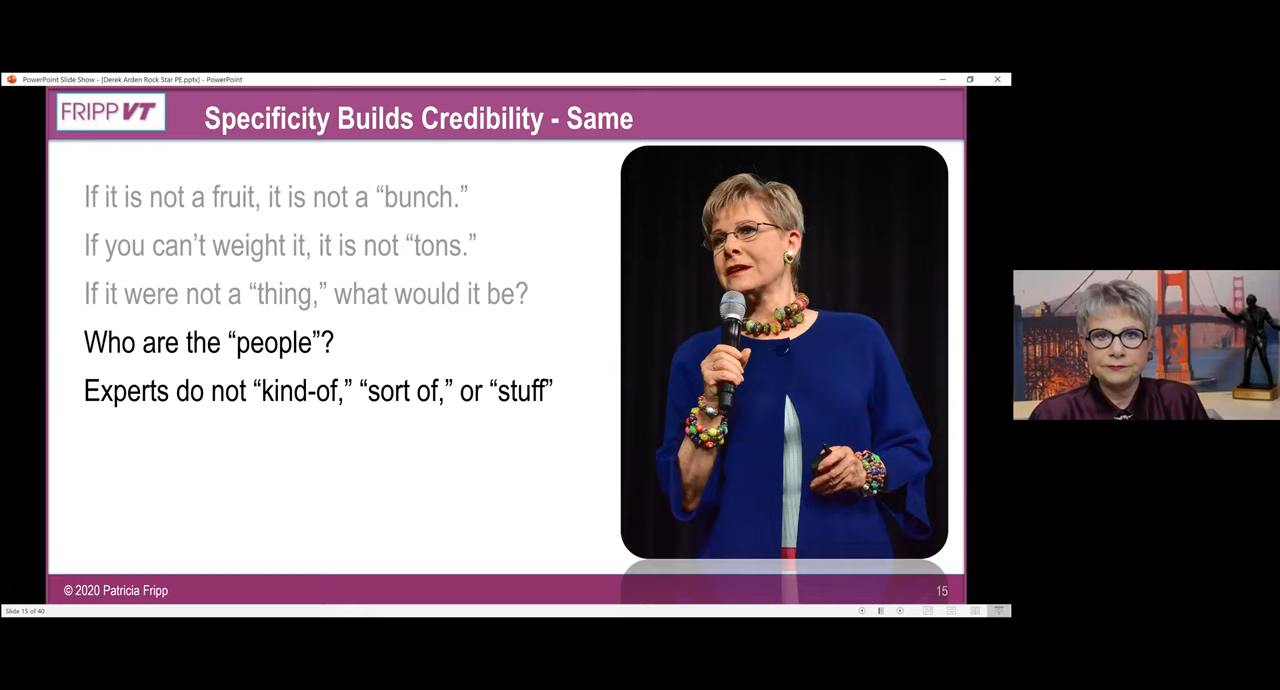 PowerPoint Slide Show - [Derek Arden Rock Star PE.pptx] - PowerPoint
FRIPP VT
Specificity Builds Credibility - Same
If it is not a fruit, it is not a “bunch.”
If you can’t weight it, it is not “tons.”
If it were not a “thing,” what would it be?
Who are the “people”?
Experts do not “kind-of,” “sort of,” or “stuff”
© 2020 Patricia Fripp
15
Slide 15 of 40